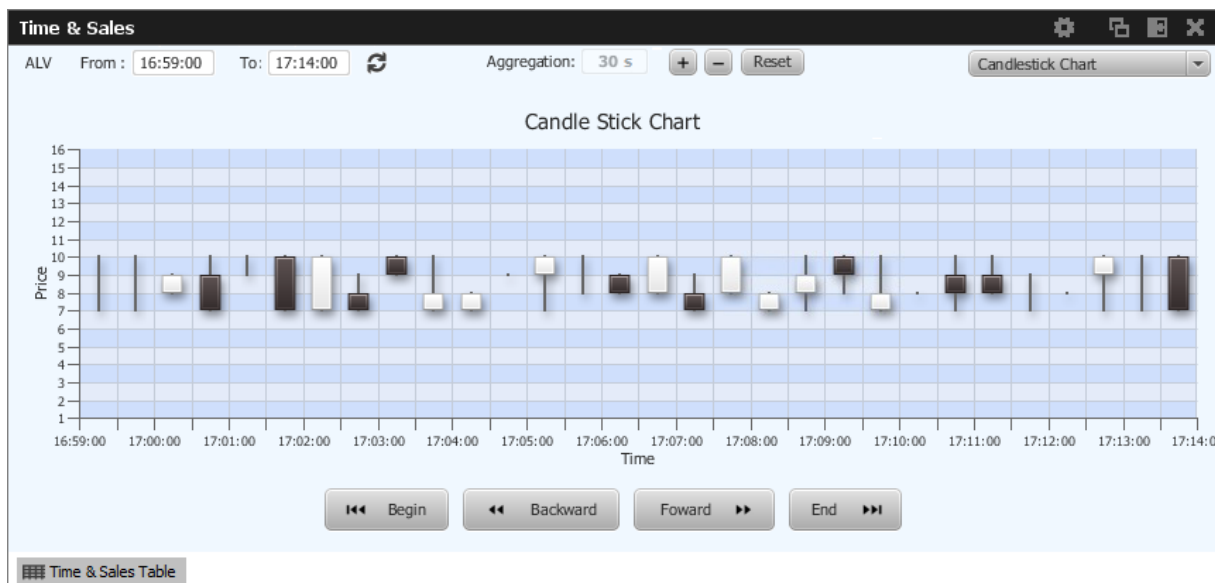 Time & Sales
ALV From : 16:59:00 To: 17:14:00 Aggregation: 30 s + – Reset Candlestick Chart
Candle Stick Chart
16
15
14
13
12
11
10
9
8
7
6
5
4
3
2
1
Price
16:59:00 17:00:00 17:01:00 17:02:00 17:03:00 17:04:00 17:05:00 17:06:00 17:07:00 17:08:00 17:09:00 17:10:00 17:11:00 17:12:00 17:13:00 17:14:0
Time
Begin Backward Foward End
Time & Sales Table